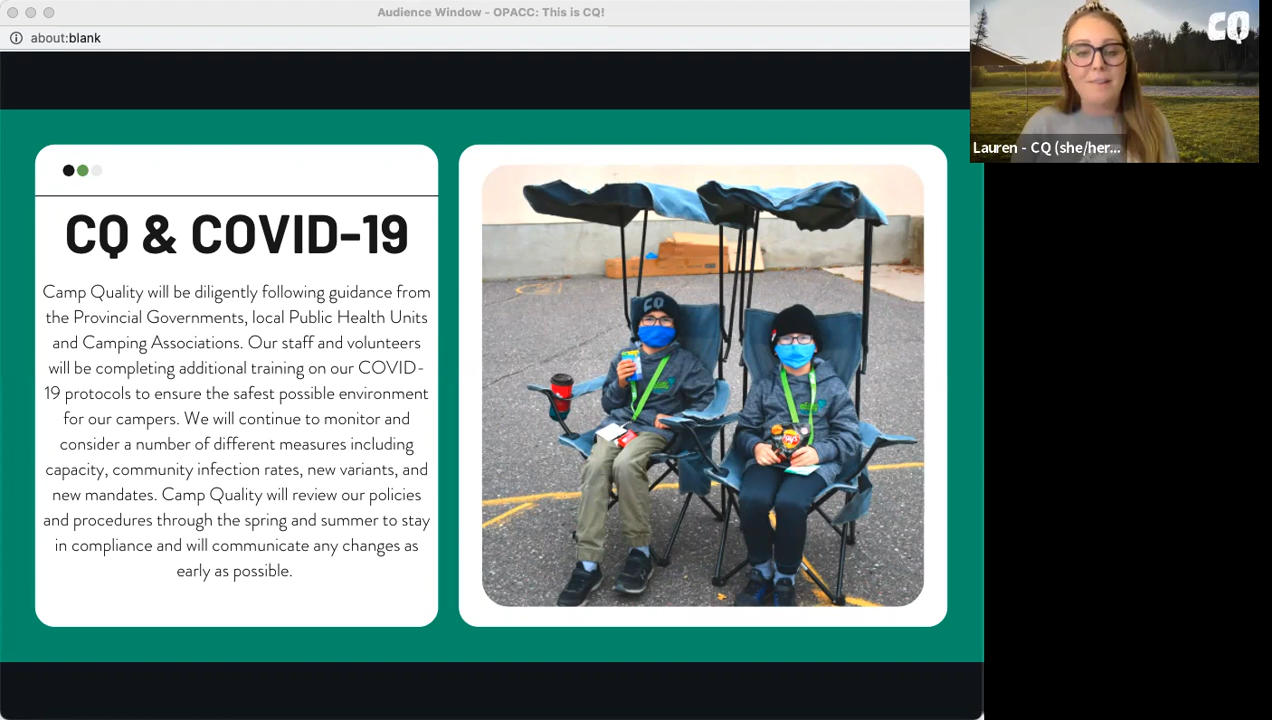 Audience Window - OPACC: This is CQ!
about:blank
CQ & COVID-19
Camp Quality will be diligently following guidance from
the Provincial Governments, local Public Health Units
and Camping Associations. Our staff and volunteers
will be completing additional training on our COVID-
19 protocols to ensure the safest possible environment
for our campers. We will continue to monitor and
consider a number of different measures including
capacity, community infection rates, new variants, and
new mandates. Camp Quality will review our policies
and procedures through the spring and summer to stay
in compliance and will communicate any changes as
early as possible.
CQ
Lays
CQ
Lauren - CQ (she/her...